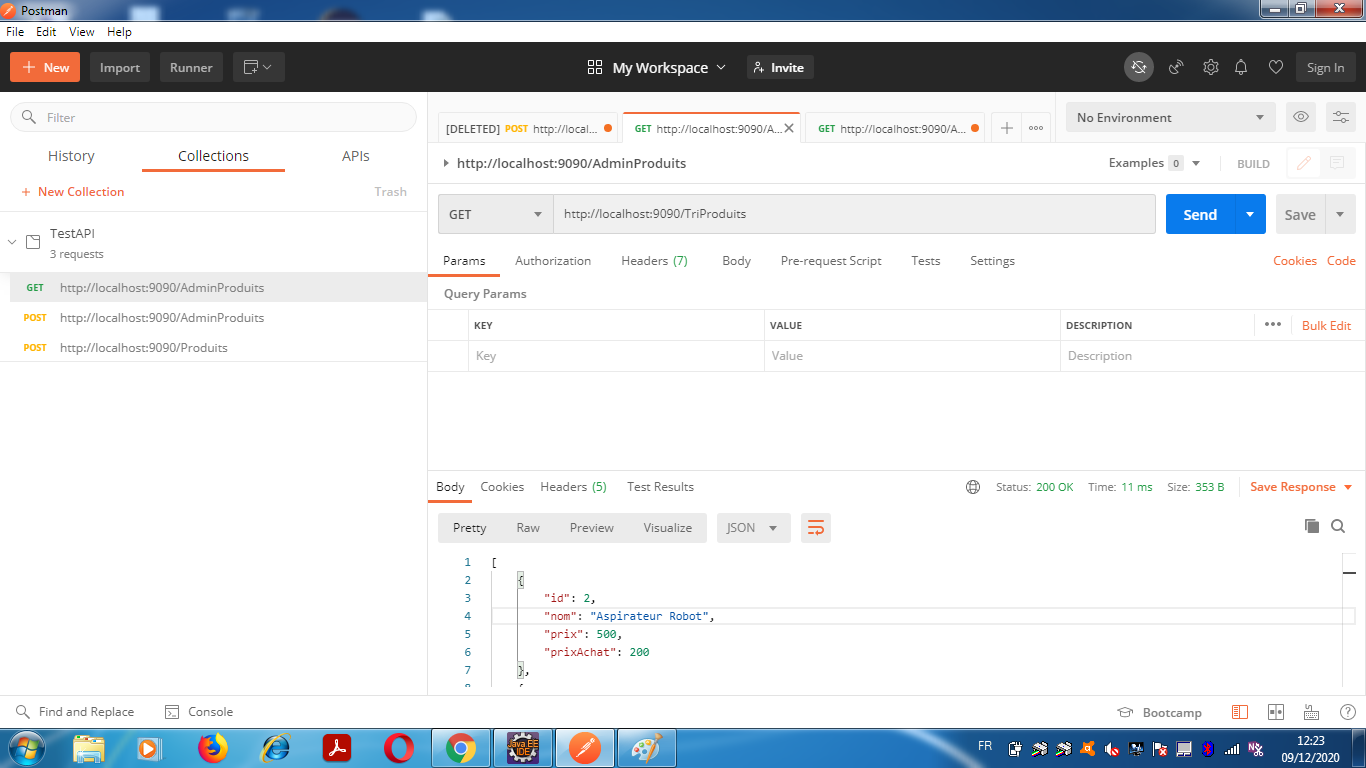 Postman
File Edit View Help
New Import Runner My Workspace Invite Sign In
Filter
History Collections APIs
+ New Collection Trash
TestAPI
3 requests
GET http://localhost:9090/AdminProduits
POST http://localhost:9090/AdminProduits
POST http://localhost:9090/Produits
[DELETED] POST http://local... GET http://localhost:9090/A... GET http://localhost:9090/A... No Environment
http://localhost:9090/AdminProduits Examples 0 BUILD
GET http://localhost:9090/TriProduits Send Save
Params Authorization Headers (7) Body Pre-request Script Tests Settings Cookies Code
Query Params
KEY VALUE DESCRIPTION ••• Bulk Edit
Key Value Description
Body Cookies Headers (5) Test Results Status: 200 OK Time: 11 ms Size: 353 B Save Response
Pretty Raw Preview Visualize JSON
1 [
2 {
3 "id": 2,
4 "nom": "Aspirateur Robot",
5 "prix": 500,
6 "prixAchat": 200
7 },
Find and Replace Console Bootcamp
Java EE IDE
FR 12:23
09/12/2020